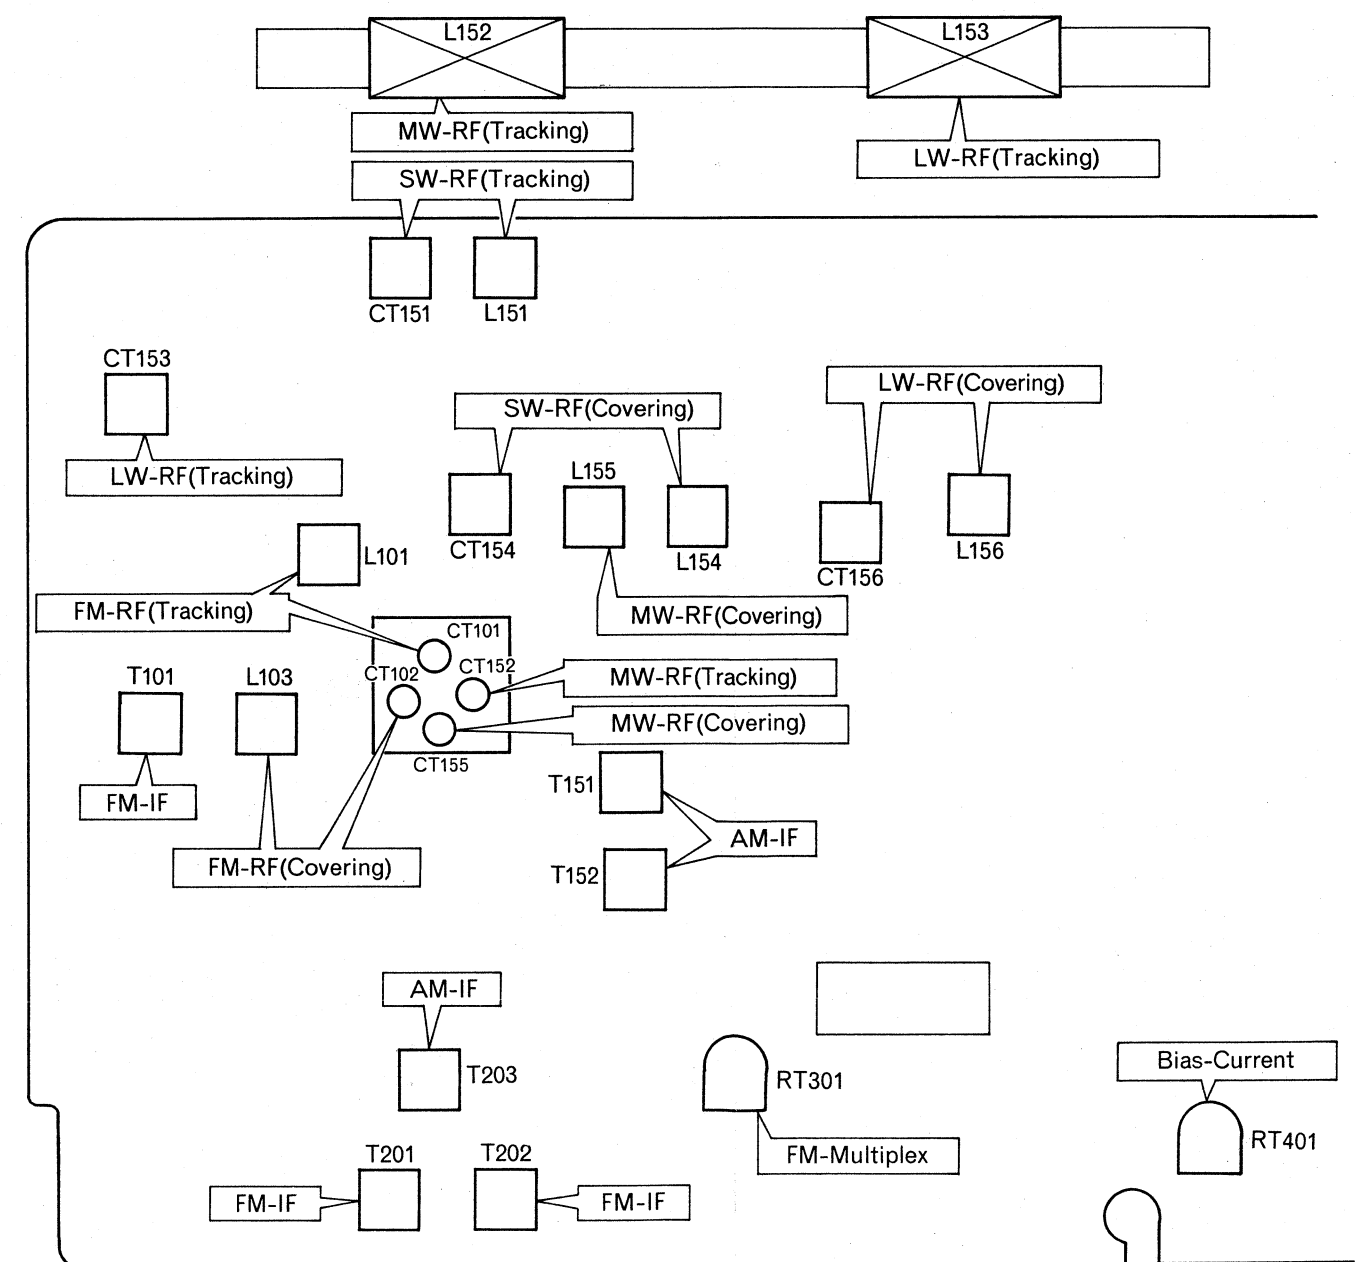 L152
L153
MW-RF(Tracking)
LW-RF(Tracking)
SW-RF(Tracking)
CT151
L151
CT153
LW-RF(Tracking)
SW-RF(Covering)
LW-RF(Covering)
L155
CT154
L154
CT156
L156
L101
FM-RF(Tracking)
MW-RF(Covering)
CT101
CT152
CT102
MW-RF(Tracking)
T101
L103
MW-RF(Covering)
CT155
T151
FM-IF
AM-IF
FM-RF(Covering)
T152
AM-IF
T203
RT301
Bias-Current
RT401
T201
T202
FM-Multiplex
FM-IF
FM-IF